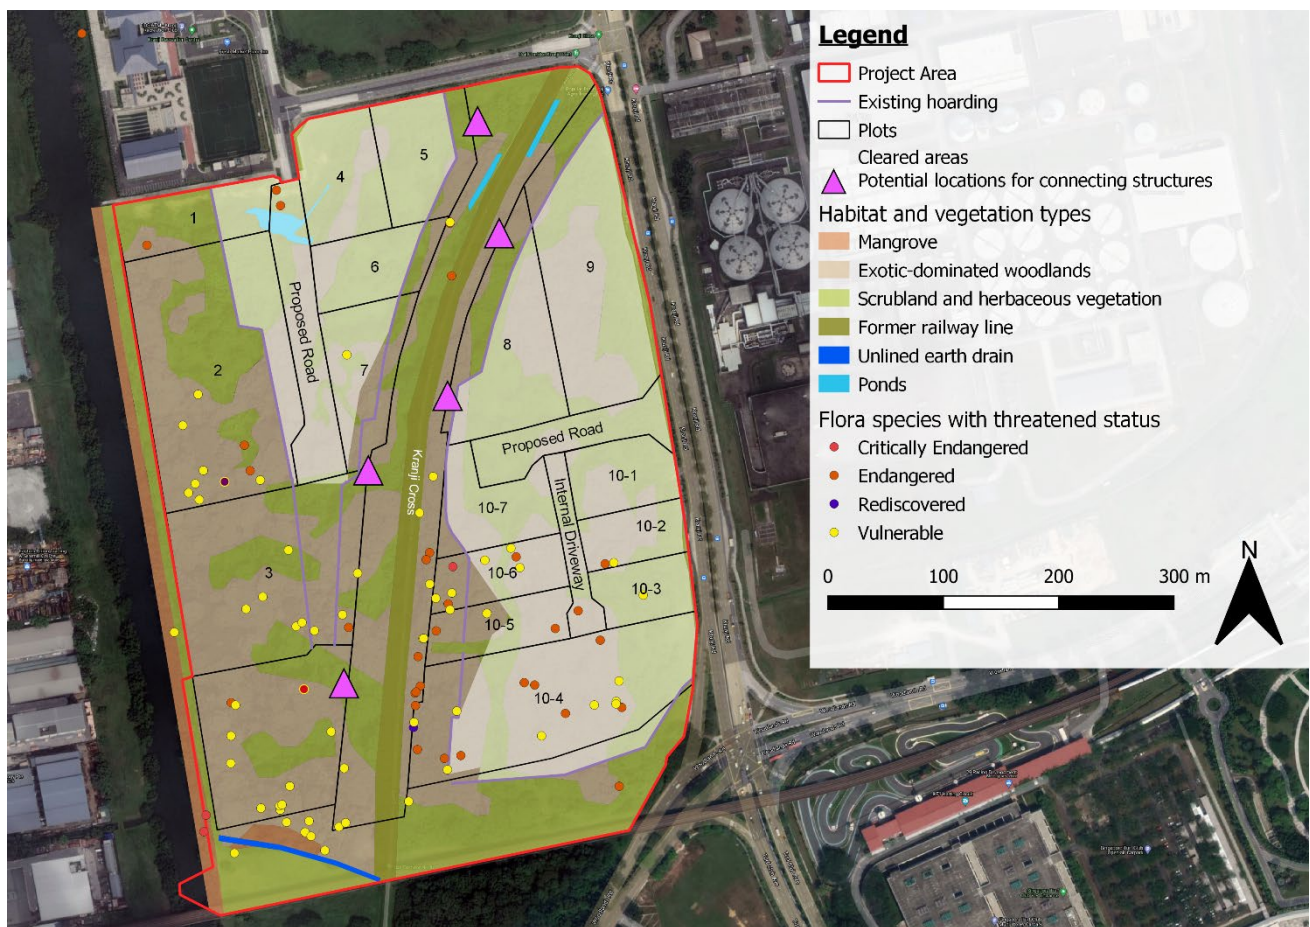 Legend
Project Area
Existing hoarding
Plots
Cleared areas
Potential locations for connecting structures
Habitat and vegetation types
Mangrove
Exotic-dominated woodlands
Scrubland and herbaceous vegetation
Former railway line
Unlined earth drain
Ponds
Flora species with threatened status
Critically Endangered
Endangered
Rediscovered
Vulnerable
0 100 200 300 m
N
1
2
3
4
5
6
7
8
9
10-1
10-2
10-3
10-4
10-5
10-6
10-7
Proposed Road
Proposed Road
Internal Driveway
Kranji Cross